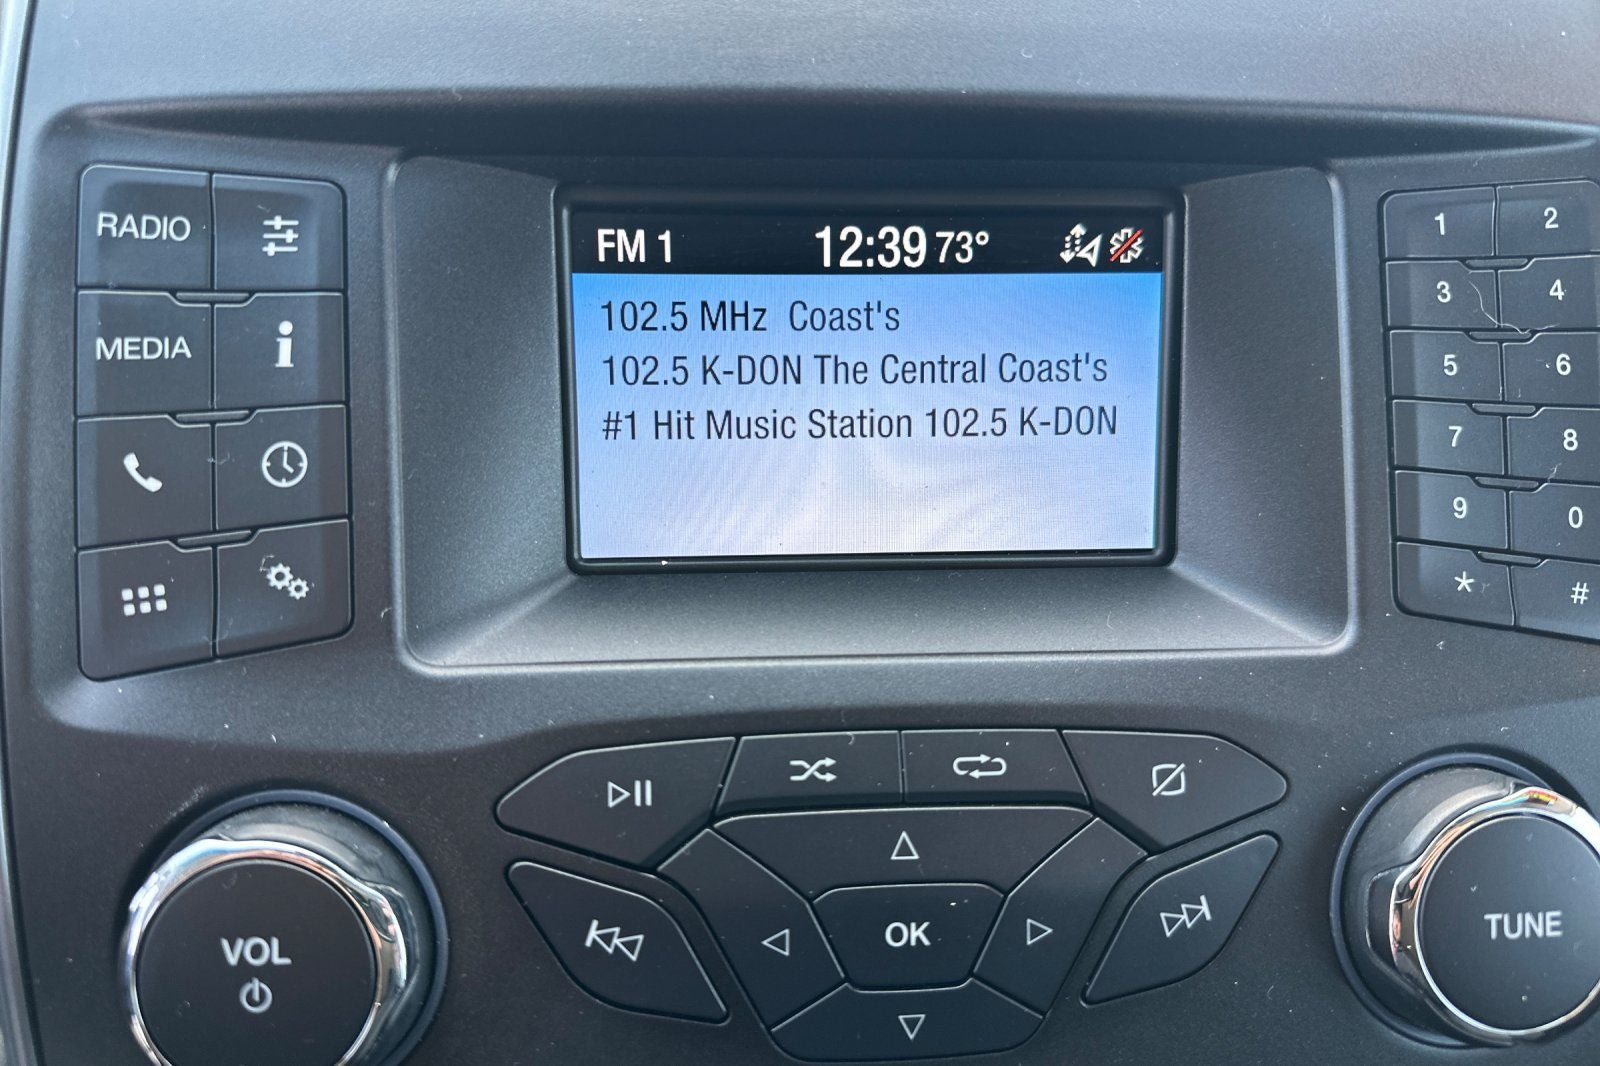 RADIO
MEDIA
FM 1 12:39 73°
102.5 MHz Coast's
102.5 K-DON The Central Coast's
#1 Hit Music Station 102.5 K-DON
1 2
3 4
5 6
7 8
9 0
* #
VOL
OK
TUNE